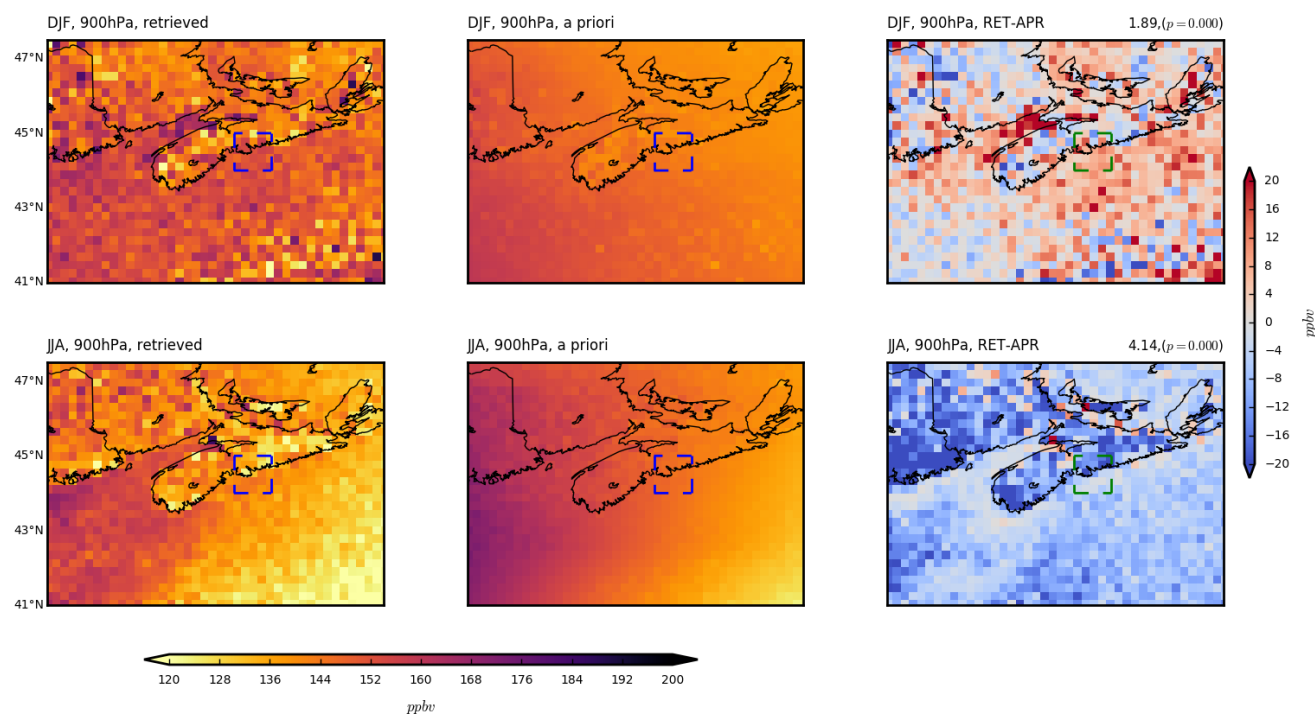 DJF, 900hPa, retrieved
DJF, 900hPa, a priori
DJF, 900hPa, RET-APR 1.89,(p = 0.000)
47°N
45°N
43°N
41°N
JJA, 900hPa, retrieved
JJA, 900hPa, a priori
JJA, 900hPa, RET-APR 4.14,(p = 0.000)
47°N
45°N
43°N
41°N
20
16
12
8
4
0
−4
−8
−12
−16
−20
ppbv
120 128 136 144 152 160 168 176 184 192 200
ppbv